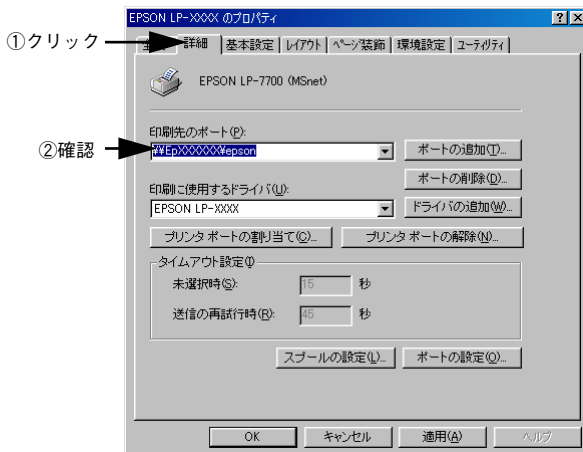 EPSON LP-XXXX のプロパティ
①クリック
詳細 基本設定 レイアウト ページ装飾 環境設定 ユーティリティ
EPSON LP-7700 (MSnet)
印刷先のポート(P):
②確認
¥¥EpXXXXXX¥epson
ポートの追加(T)...
ポートの削除(D)...
印刷に使用するドライバ(U):
EPSON LP-XXXX
ドライバの追加(W)...
プリンタ ポートの割り当て(C)... プリンタ ポートの解除(N)...
タイムアウト設定
未選択時(S): 15 秒
送信の再試行時(R): 45 秒
スプールの設定(L)... ポートの設定(O)...
OK キャンセル 適用(A) ヘルプ